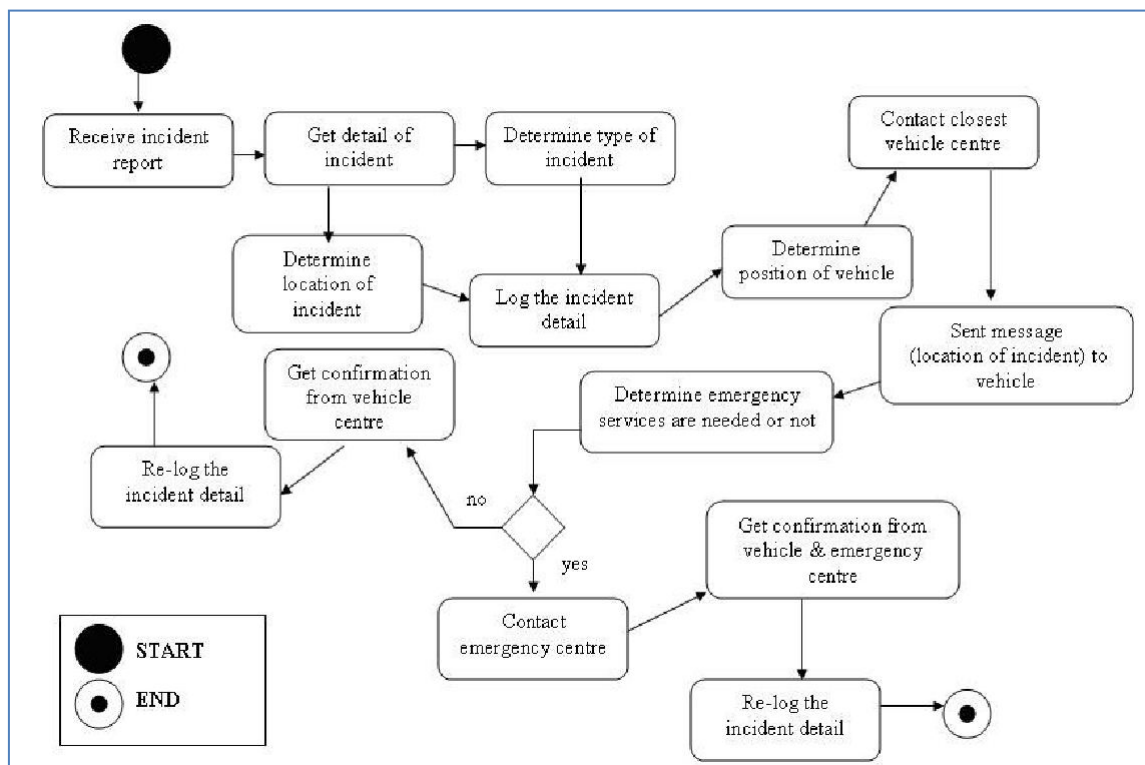 Receive incident
report
Get detail of
incident
Determine type of
incident
Contact closest
vehicle centre
Determine
location of
incident
Log the incident
detail
Determine
position of vehicle
Sent message
(location of incident) to
vehicle
Determine emergency
services are needed or not
Get confirmation
from vehicle
centre
Re-log the
incident detail
no
yes
Contact
emergency centre
Get confirmation from
vehicle & emergency
centre
Re-log the
incident detail
START
END